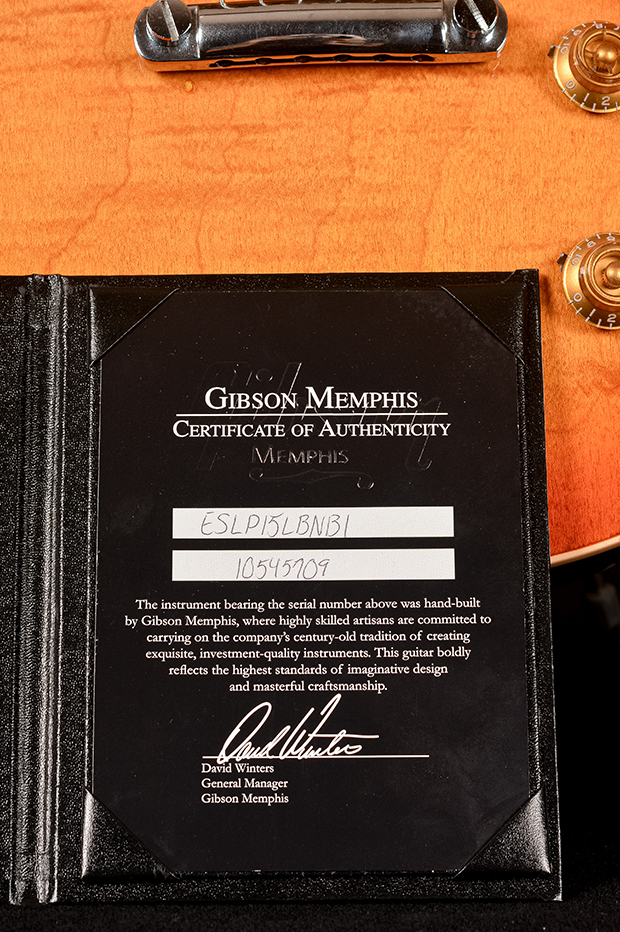 GIBSON MEMPHIS
CERTIFICATE OF AUTHENTICITY
MEMPHIS
ESLP15LBNB1
10545709
The instrument bearing the serial number above was hand-built
by Gibson Memphis, where highly skilled artisans are committed to
carrying on the company's century-old tradition of creating
exquisite, investment-quality instruments. This guitar boldly
reflects the highest standards of imaginative design
and masterful craftsmanship.
David Winters
David Winters
General Manager
Gibson Memphis